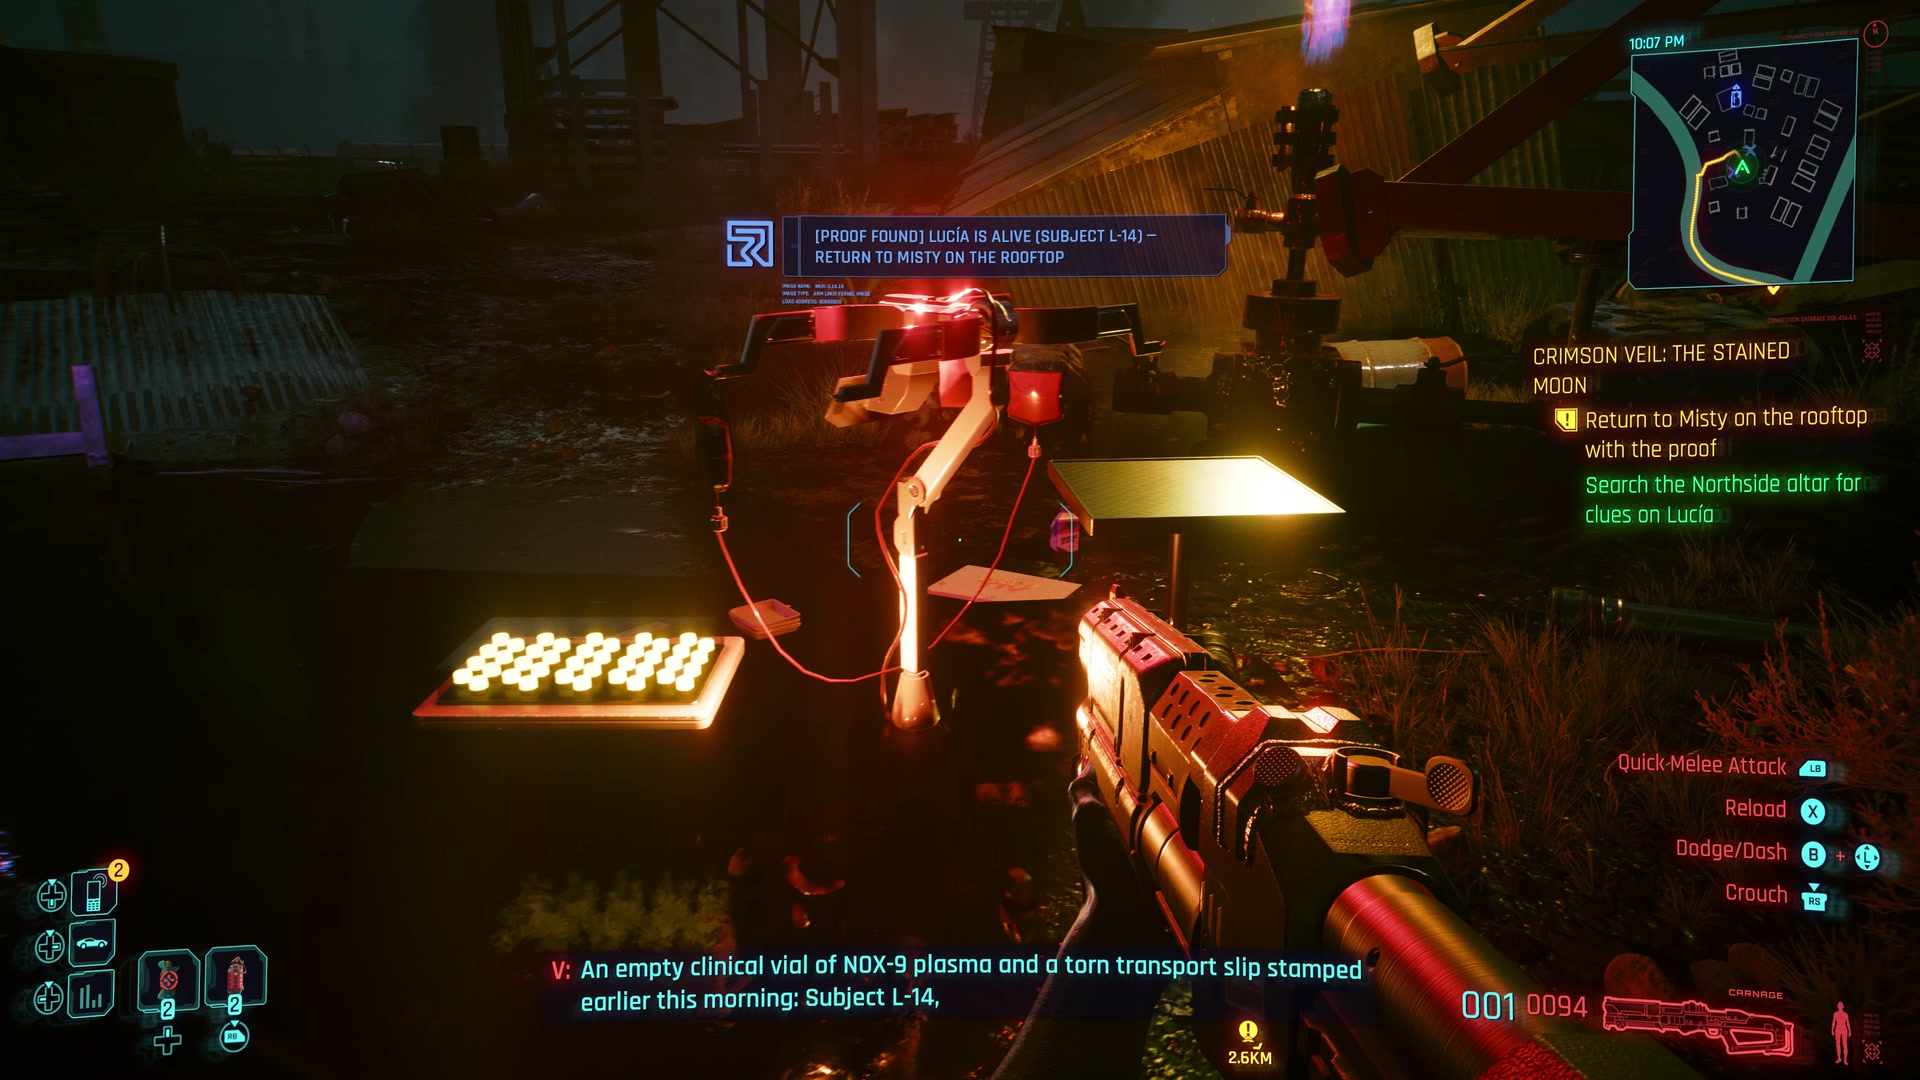 10:07 PM
[PROOF FOUND] LUCÍA IS ALIVE (SUBJECT L-14) —
RETURN TO MISTY ON THE ROOFTOP
CRIMSON VEIL: THE STAINED
MOON
Return to Misty on the rooftop
with the proof
Search the Northside altar for
clues on Lucía
Quick Melee Attack LB
Reload X
Dodge/Dash B + L
Crouch RS
2
2
2
RB
V: An empty clinical vial of NOX-9 plasma and a torn transport slip stamped
earlier this morning: Subject L-14,
2.6KM
001 0094
CARNAGE